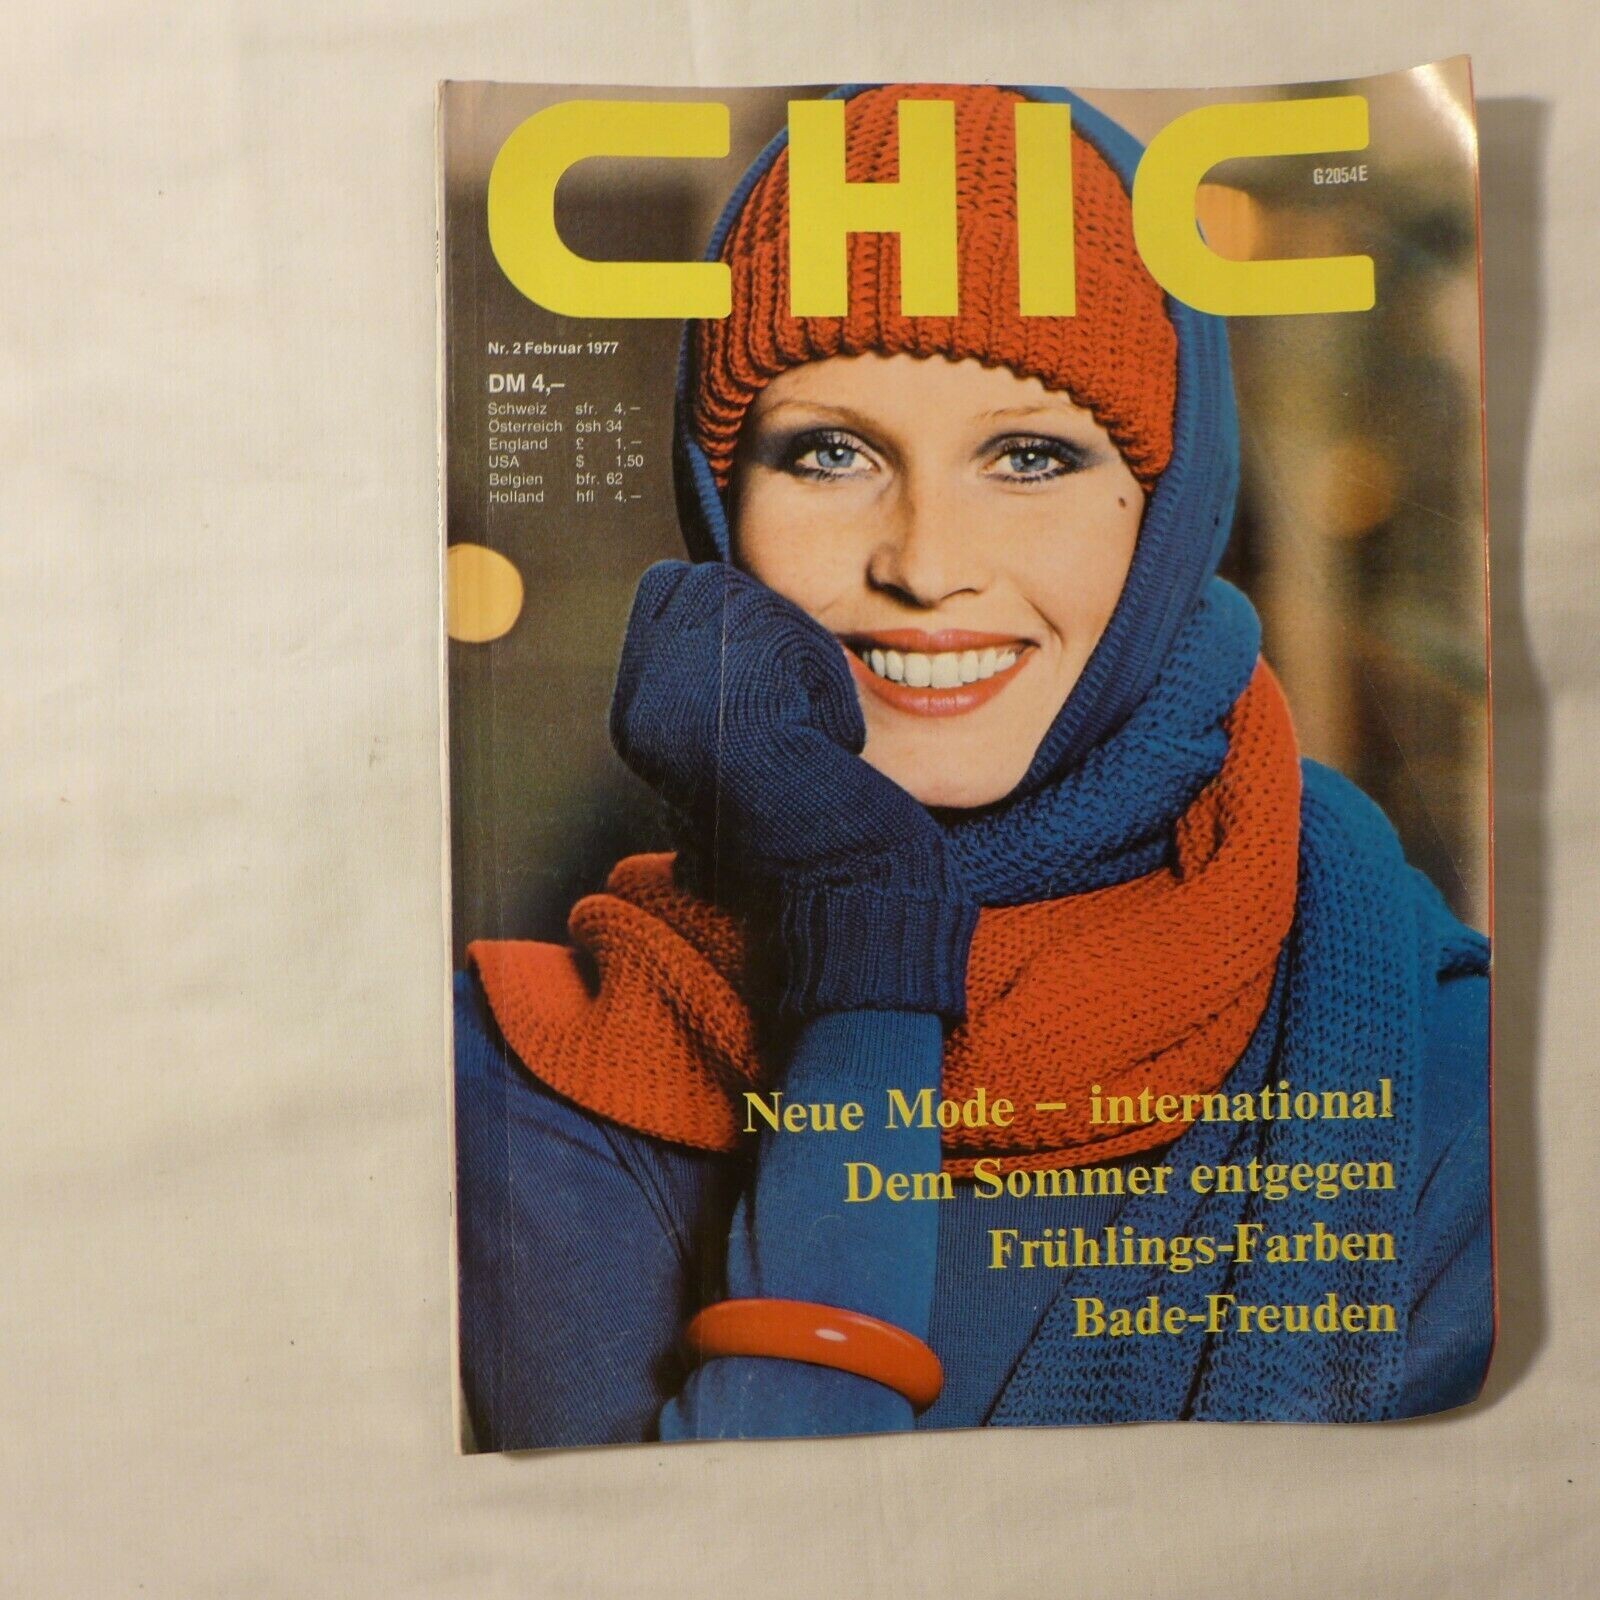 CHIC
G2054E
Nr. 2 Februar 1977
DM 4,–
Schweiz sfr. 4,–
Österreich ösh 34
England £ 1,–
USA $ 1,50
Belgien bfr. 62
Holland hfl 4,–
Neue Mode – international
Dem Sommer entgegen
Frühlings-Farben
Bade-Freuden